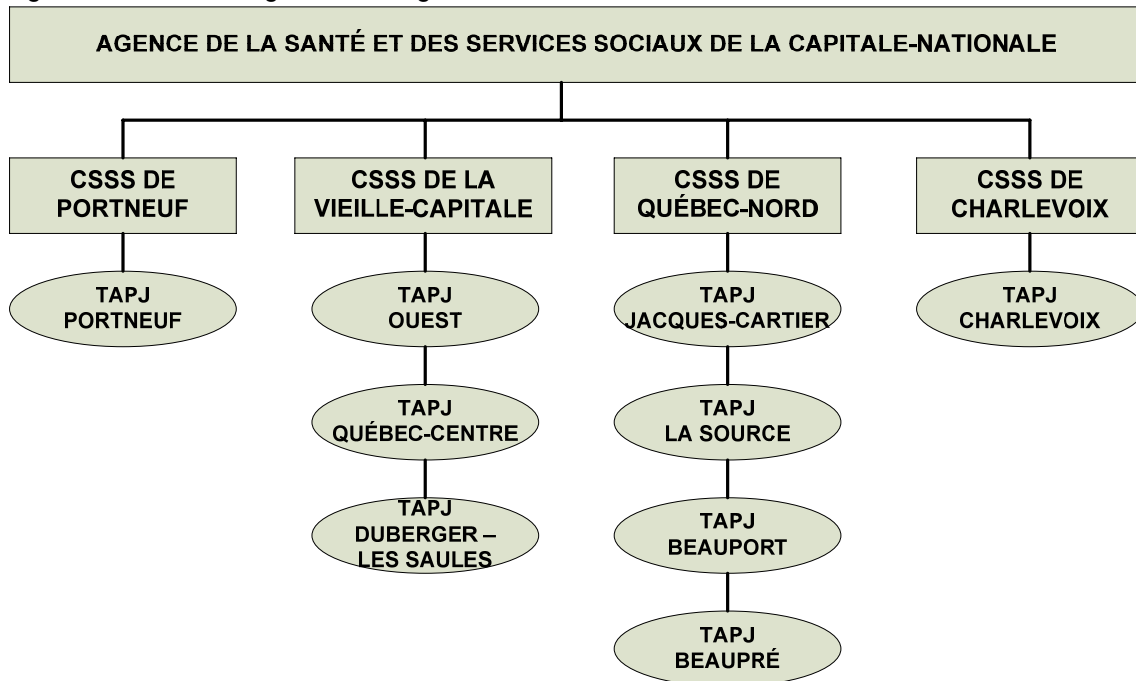 AGENCE DE LA SANTÉ ET DES SERVICES SOCIAUX DE LA CAPITALE-NATIONALE
CSSS DE
PORTNEUF
CSSS DE LA
VIEILLE-CAPITALE
CSSS DE
QUÉBEC-NORD
CSSS DE
CHARLEVOIX
TAPJ
PORTNEUF
TAPJ
OUEST
TAPJ
JACQUES-CARTIER
TAPJ
CHARLEVOIX
TAPJ
QUÉBEC-CENTRE
TAPJ
LA SOURCE
TAPJ
DUBERGER –
LES SAULES
TAPJ
BEAUPORT
TAPJ
BEAUPRÉ